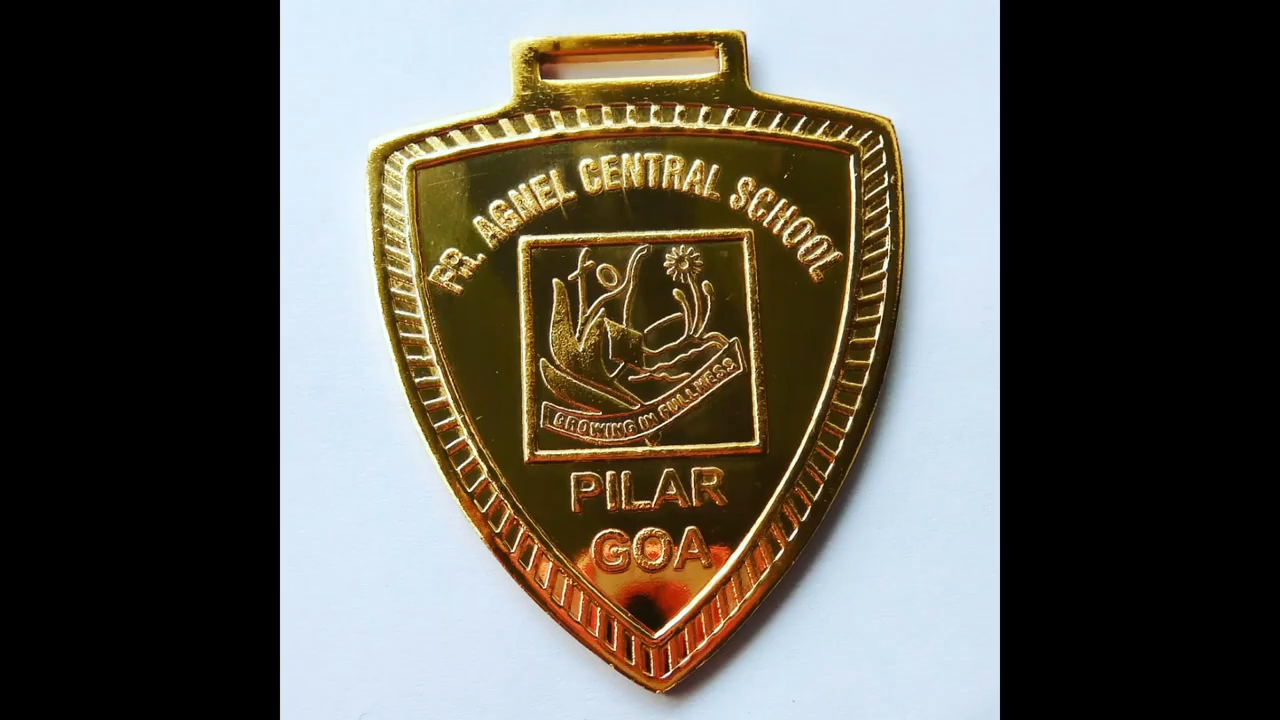 FR. AGNEL CENTRAL SCHOOL
GROWING IN FULLNESS
PILAR
GOA